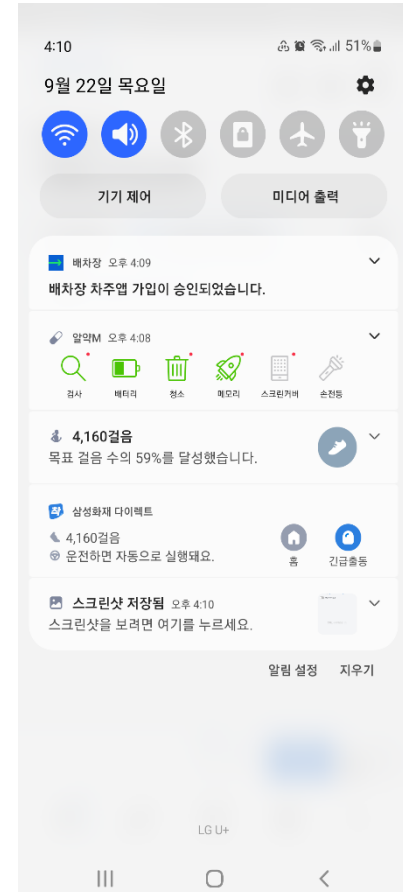 4:10
51%
9월 22일 목요일
기기 제어
미디어 출력
배차장 오후 4:09
배차장 차주앱 가입이 승인되었습니다.
알약M 오후 4:08
검사 배터리 청소 메모리 스크린커버 손전등
4,160걸음
목표 걸음 수의 59%를 달성했습니다.
삼성화재 다이렉트
4,160걸음
운전하면 자동으로 실행돼요.
홈 긴급출동
스크린샷 저장됨 오후 4:10
스크린샷을 보려면 여기를 누르세요.
알림 설정 지우기
LG U+